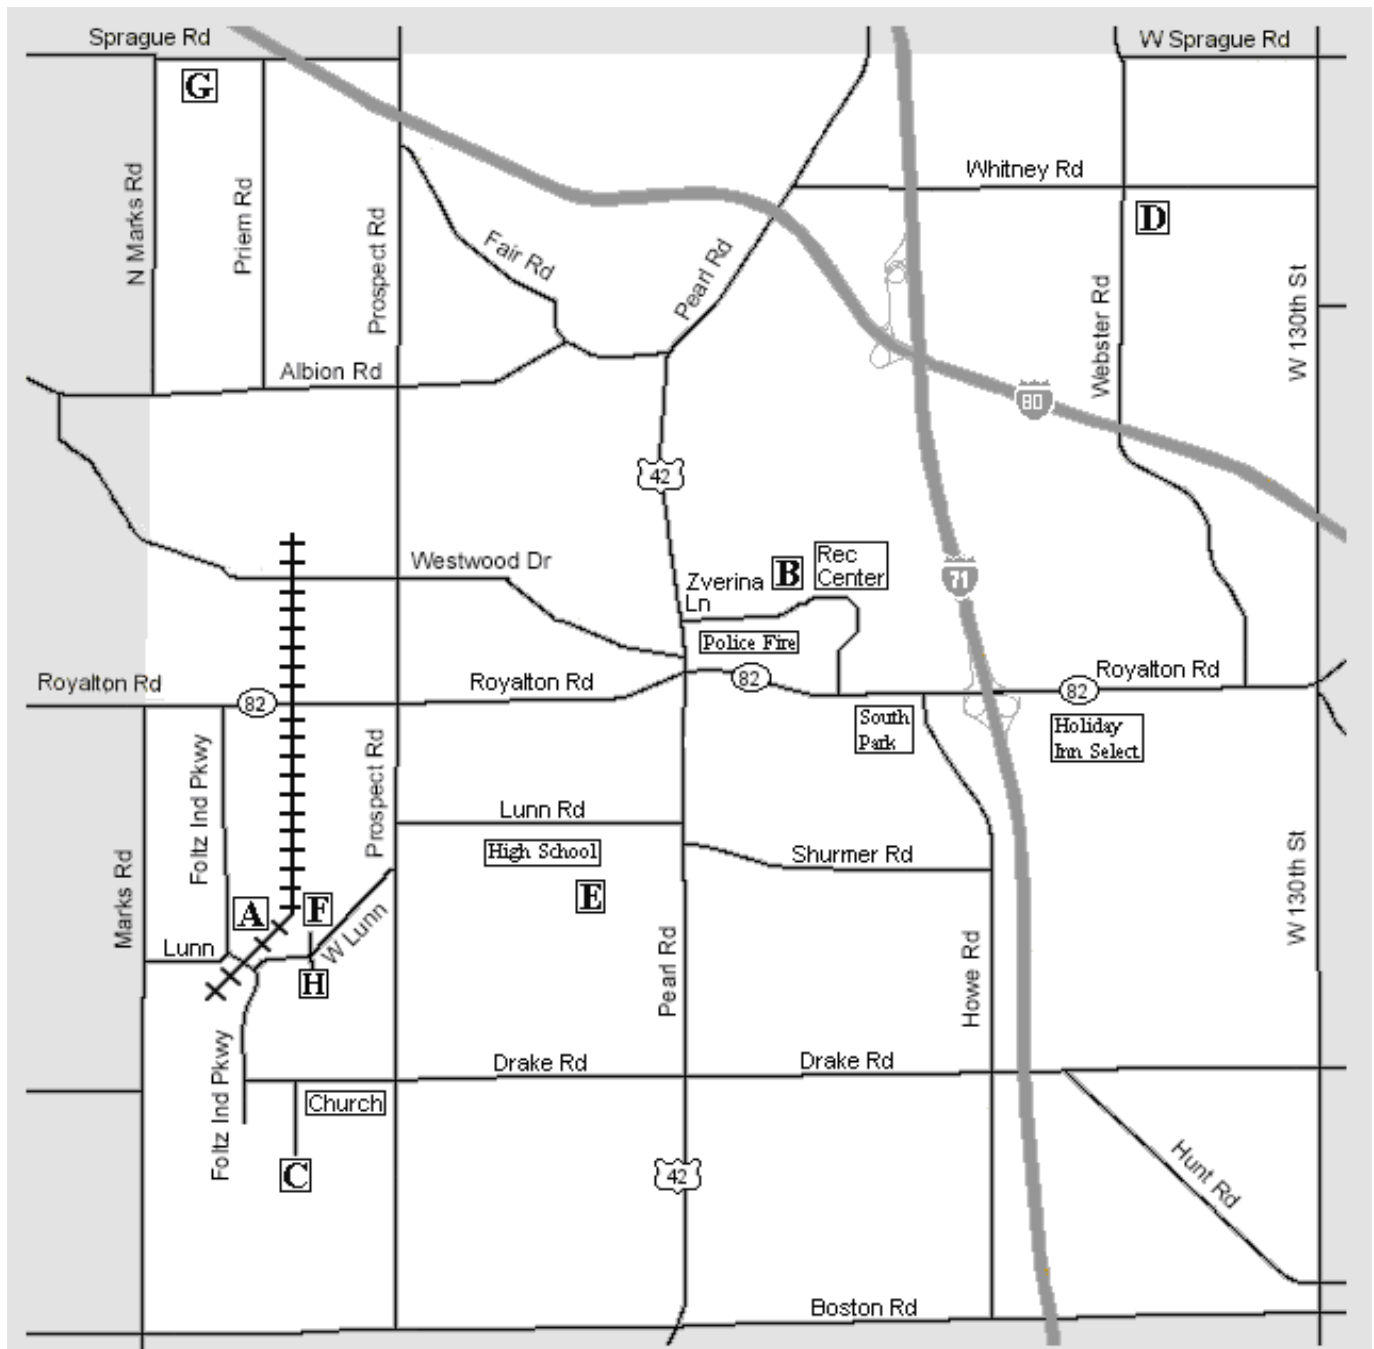 Sprague Rd
W Sprague Rd
G
Whitney Rd
N Marks Rd
Priem Rd
Prospect Rd
Fair Rd
Pearl Rd
D
Webster Rd
W 130th St
Albion Rd
80
42
Westwood Dr
Zverina
Ln
B
Rec
Center
71
Police Fire
Royalton Rd
82
Royalton Rd
82
Royalton Rd
82
South
Park
Holiday
Inn Select
Foltz Ind Pkwy
Prospect Rd
Lunn Rd
High School
Shurmer Rd
Marks Rd
A
F
E
W 130th St
Lunn
W Lunn
H
Pearl Rd
Howe Rd
Foltz Ind Pkwy
Drake Rd
Drake Rd
Church
C
42
Hunt Rd
Boston Rd